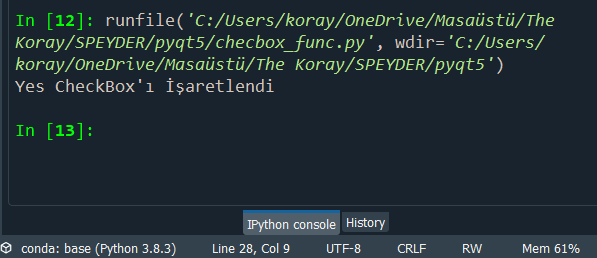 In [12]: runfile('C:/Users/koray/OneDrive/Masaüstü/The
Koray/SPEYDER/pyqt5/checbox_func.py', wdir='C:/Users/
koray/OneDrive/Masaüstü/The Koray/SPEYDER/pyqt5')
Yes CheckBox'ı İşaretlendi
In [13]:
IPython console History
conda: base (Python 3.8.3) Line 28, Col 9 UTF-8 CRLF RW Mem 61%